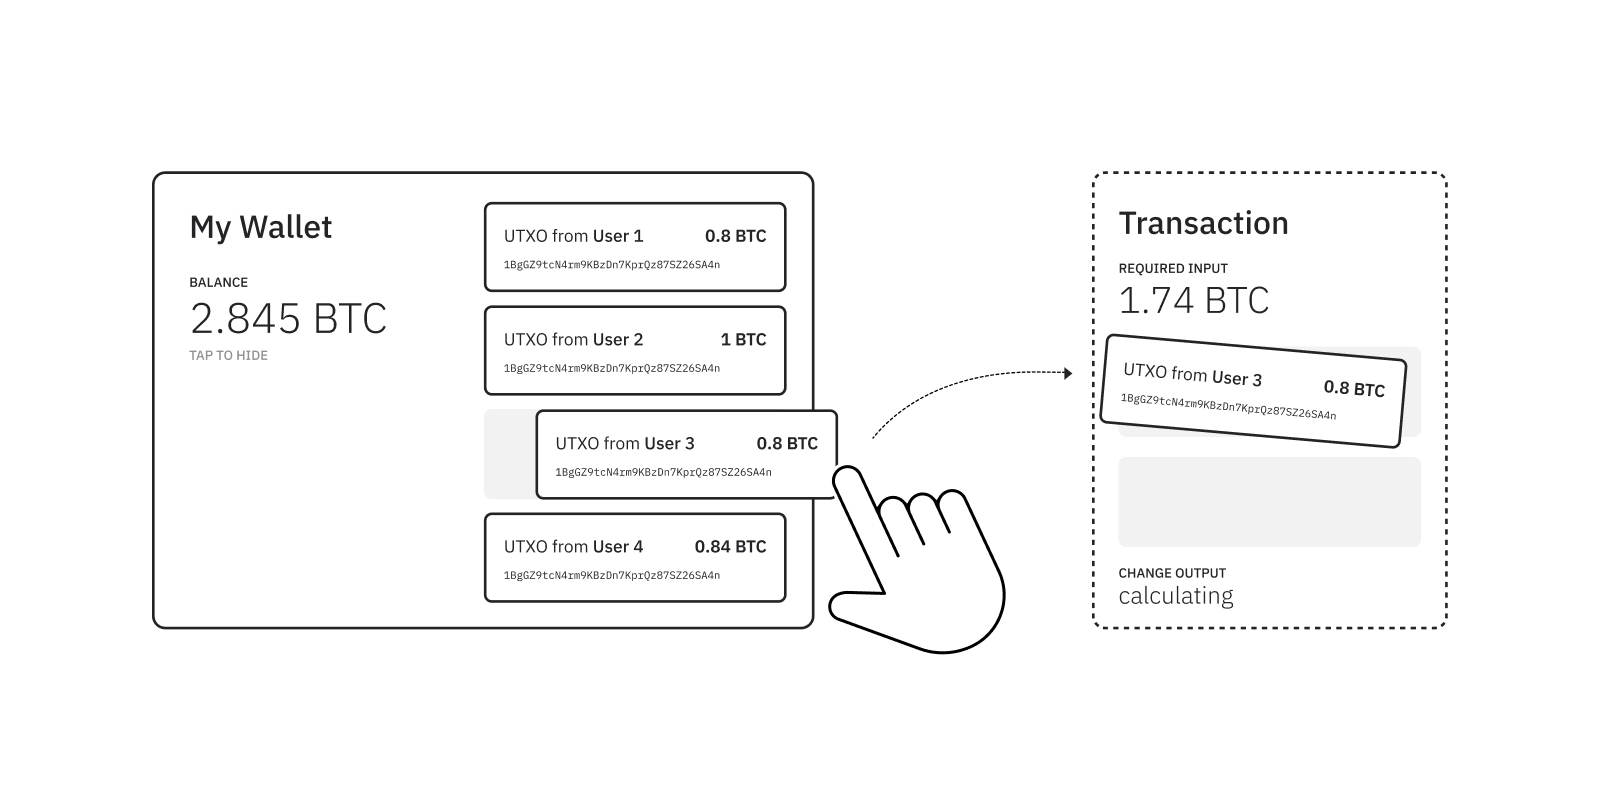 My Wallet
BALANCE
2.845 BTC
TAP TO HIDE
UTXO from User 1 0.8 BTC
1BgGZ9tcN4rm9KBzDn7KprQz87SZ26SA4n
UTXO from User 2 1 BTC
1BgGZ9tcN4rm9KBzDn7KprQz87SZ26SA4n
UTXO from User 3 0.8 BTC
1BgGZ9tcN4rm9KBzDn7KprQz87SZ26SA4n
UTXO from User 4 0.84 BTC
1BgGZ9tcN4rm9KBzDn7KprQz87SZ26SA4n
Transaction
REQUIRED INPUT
1.74 BTC
UTXO from User 3 0.8 BTC
1BgGZ9tcN4rm9KBzDn7KprQz87SZ26SA4n
CHANGE OUTPUT
calculating